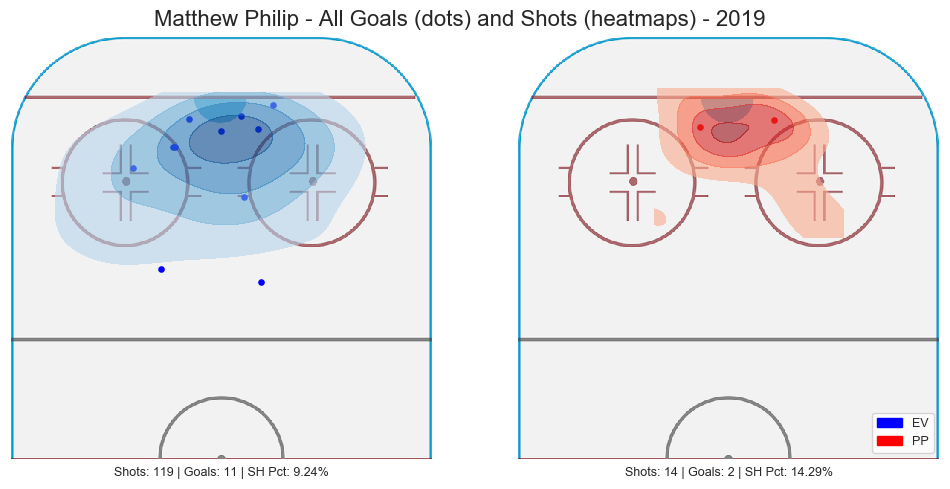 Matthew Philip - All Goals (dots) and Shots (heatmaps) - 2019
EV
PP
Shots: 119 | Goals: 11 | SH Pct: 9.24%
Shots: 14 | Goals: 2 | SH Pct: 14.29%